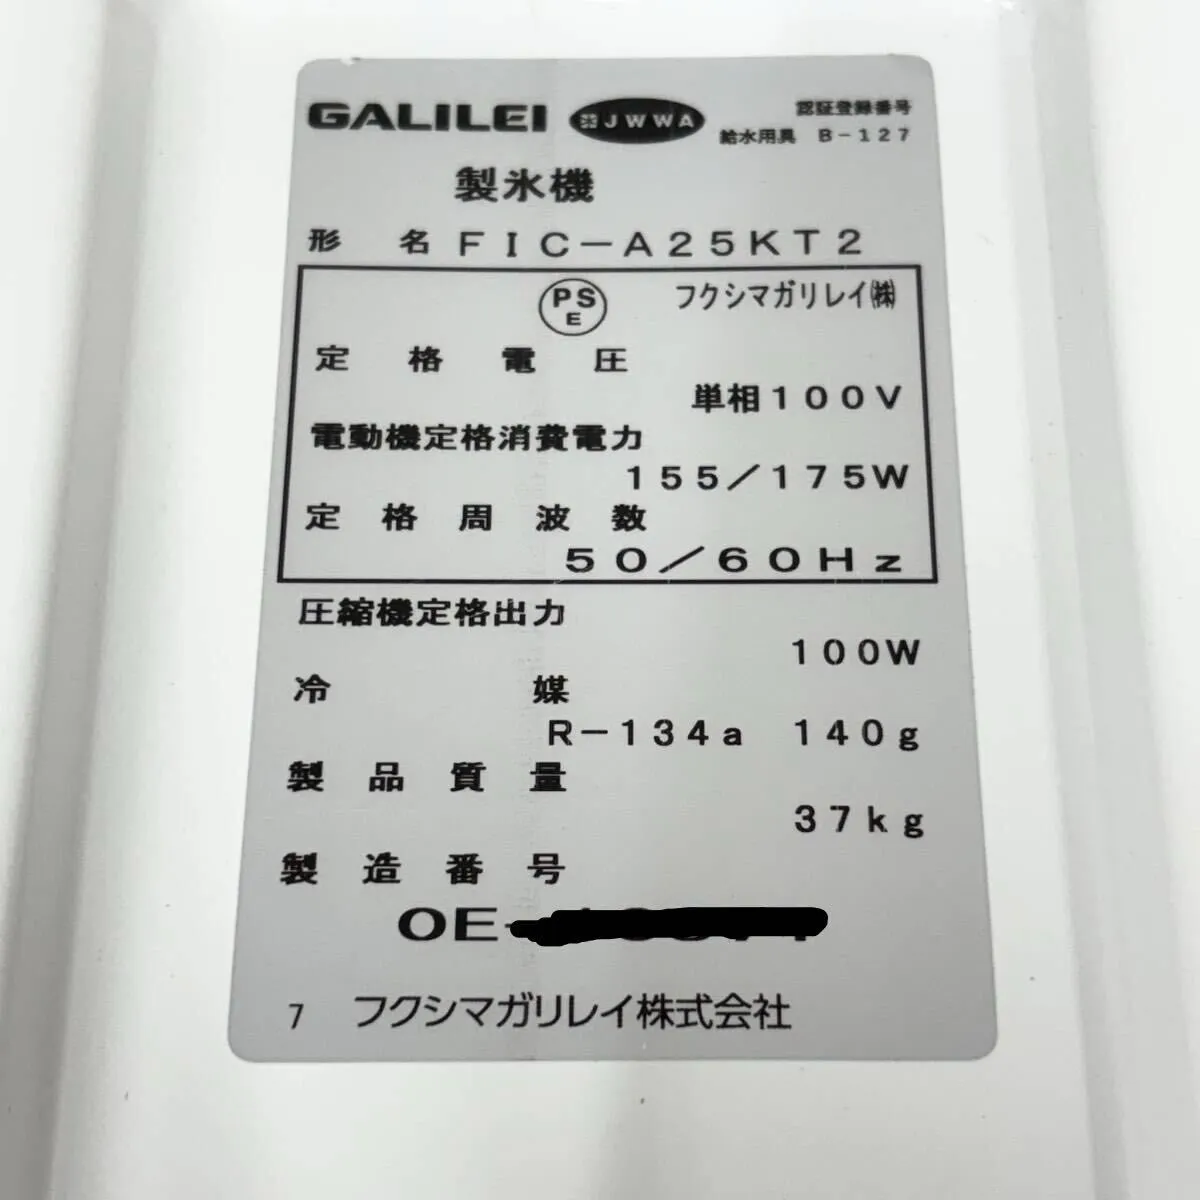 GALILEI JWWA 認証登録番号
給水用具 B-127
製氷機
形名 FIC-A25KT2
PSE フクシマガリレイ㈱
定格電圧
単相100V
電動機定格消費電力
155/175W
定格周波数
50/60Hz
圧縮機定格出力
100W
冷媒
R-134a 140g
製品質量
37kg
製造番号
OE-
7 フクシマガリレイ株式会社